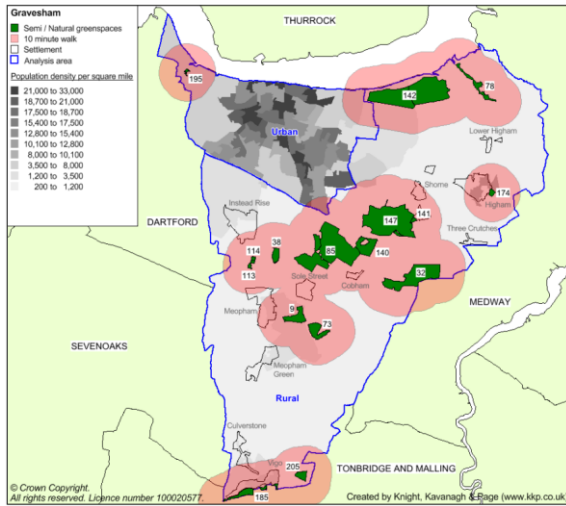 Gravesham
Semi / Natural greenspaces
10 minute walk
Settlement
Analysis area
Population density per square mile
21,000 to 33,000
18,700 to 21,000
17,500 to 18,700
15,400 to 17,500
12,800 to 15,400
10,100 to 12,800
8,000 to 10,100
3,500 to 8,000
1,200 to 3,500
200 to 1,200
THURROCK
195
142
78
Urban
Lower Higham
174
Higham
Shorne
Instead Rise
DARTFORD
147
141
Three Crutches
114
38
85
140
113
Sole Street
Cobham
32
Meopham
9
73
MEDWAY
SEVENOAKS
Meopham
Green
Rural
Culverstone
Vigo
205
TONBRIDGE AND MALLING
185
© Crown Copyright.
All rights reserved. Licence number 100020577.
Created by Knight, Kavanagh & Page (www.kkp.co.uk)